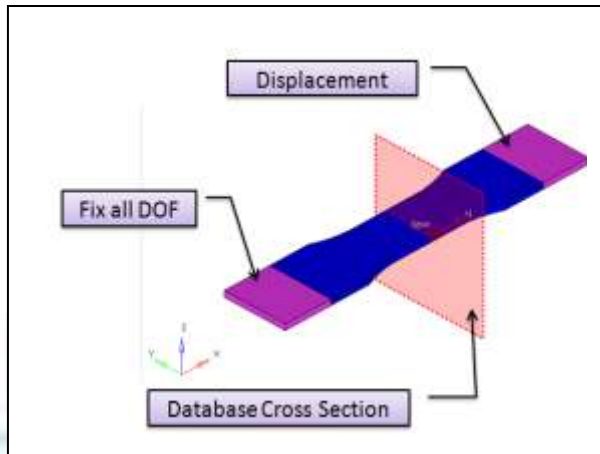 Displacement
Fix all DOF
Z
Y
X
Database Cross Section